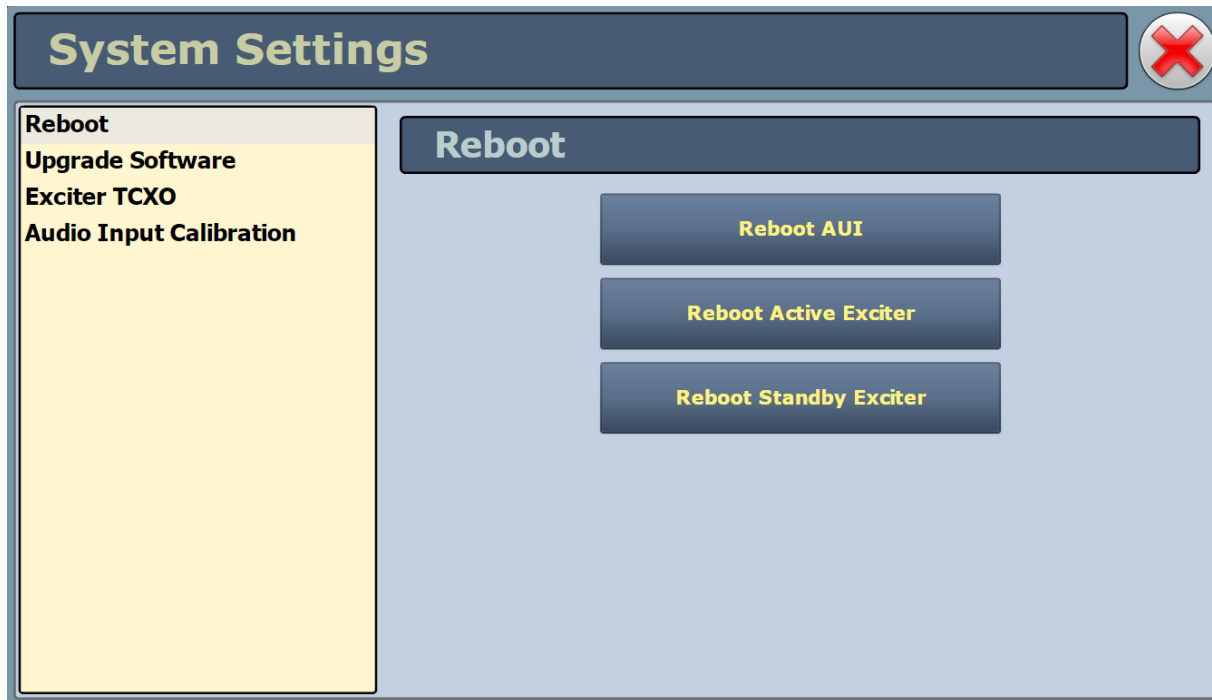 System Settings
Reboot
Upgrade Software
Exciter TCXO
Audio Input Calibration
Reboot
Reboot AUI
Reboot Active Exciter
Reboot Standby Exciter